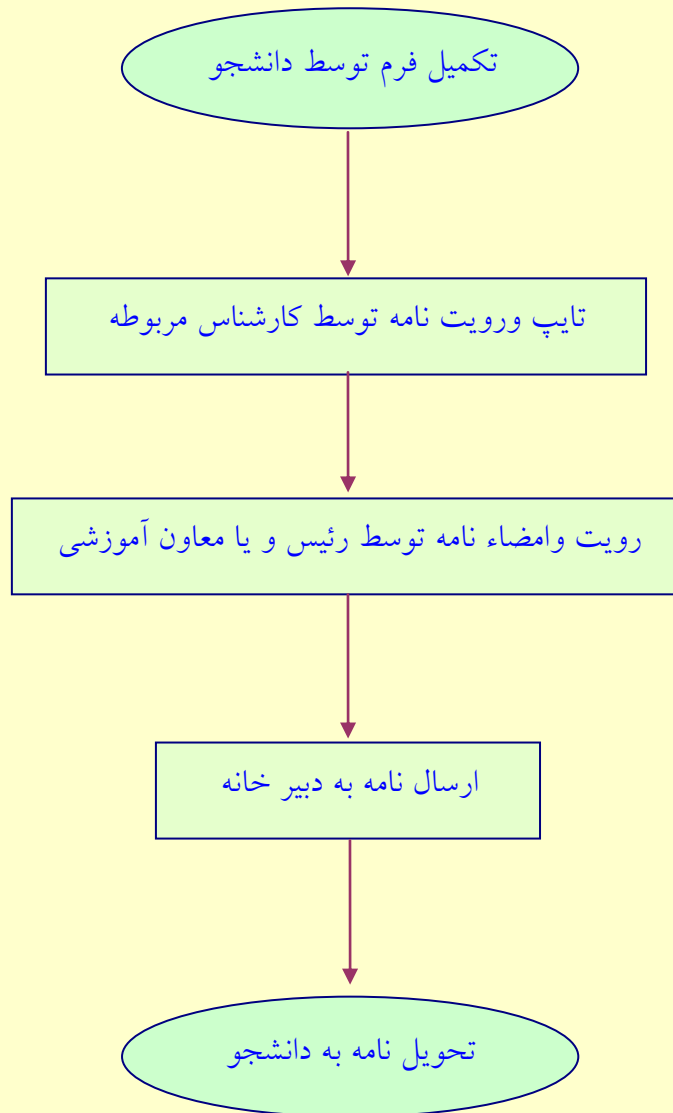 تکمیل فرم توسط دانشجو
تایپ ورویت نامه توسط کارشناس مربوطه
رویت وامضاء نامه توسط رئیس و یا معاون آموزشی
ارسال نامه به دبیر خانه
تحویل نامه به دانشجو